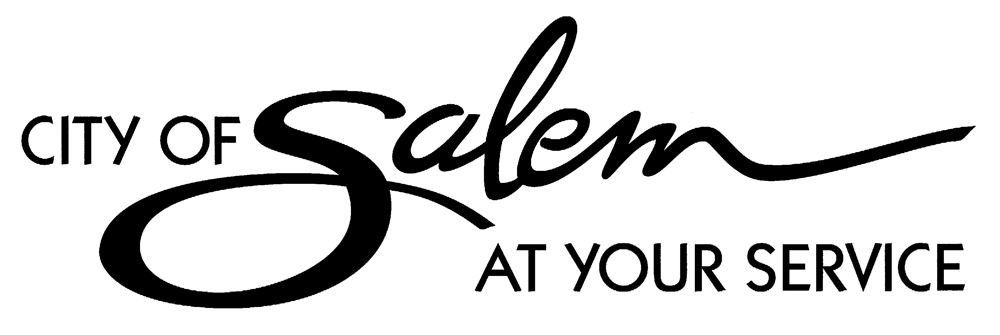 CITY OF Salem
AT YOUR SERVICE